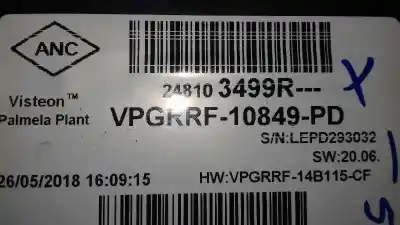 ANC
24810 3499R---
Visteon™
Palmela Plant
VPGRRF-10849-PD
S/N:LEPD293032
SW:20.06.
26/05/2018 16:09:15
HW:VPGRRF-14B115-CF